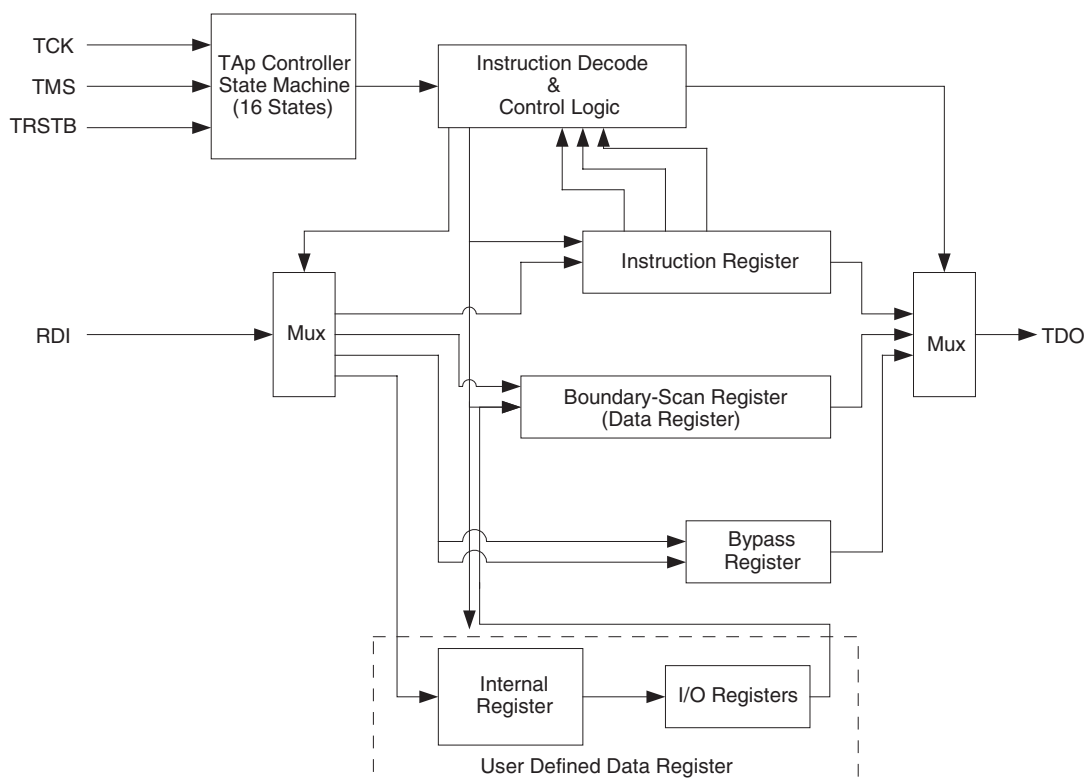 TCK
TMS
TRSTB
TAp Controller
State Machine
(16 States)
Instruction Decode
&
Control Logic
Instruction Register
RDI
Mux
Mux
TDO
Boundary-Scan Register
(Data Register)
Bypass
Register
Internal
Register
I/O Registers
User Defined Data Register